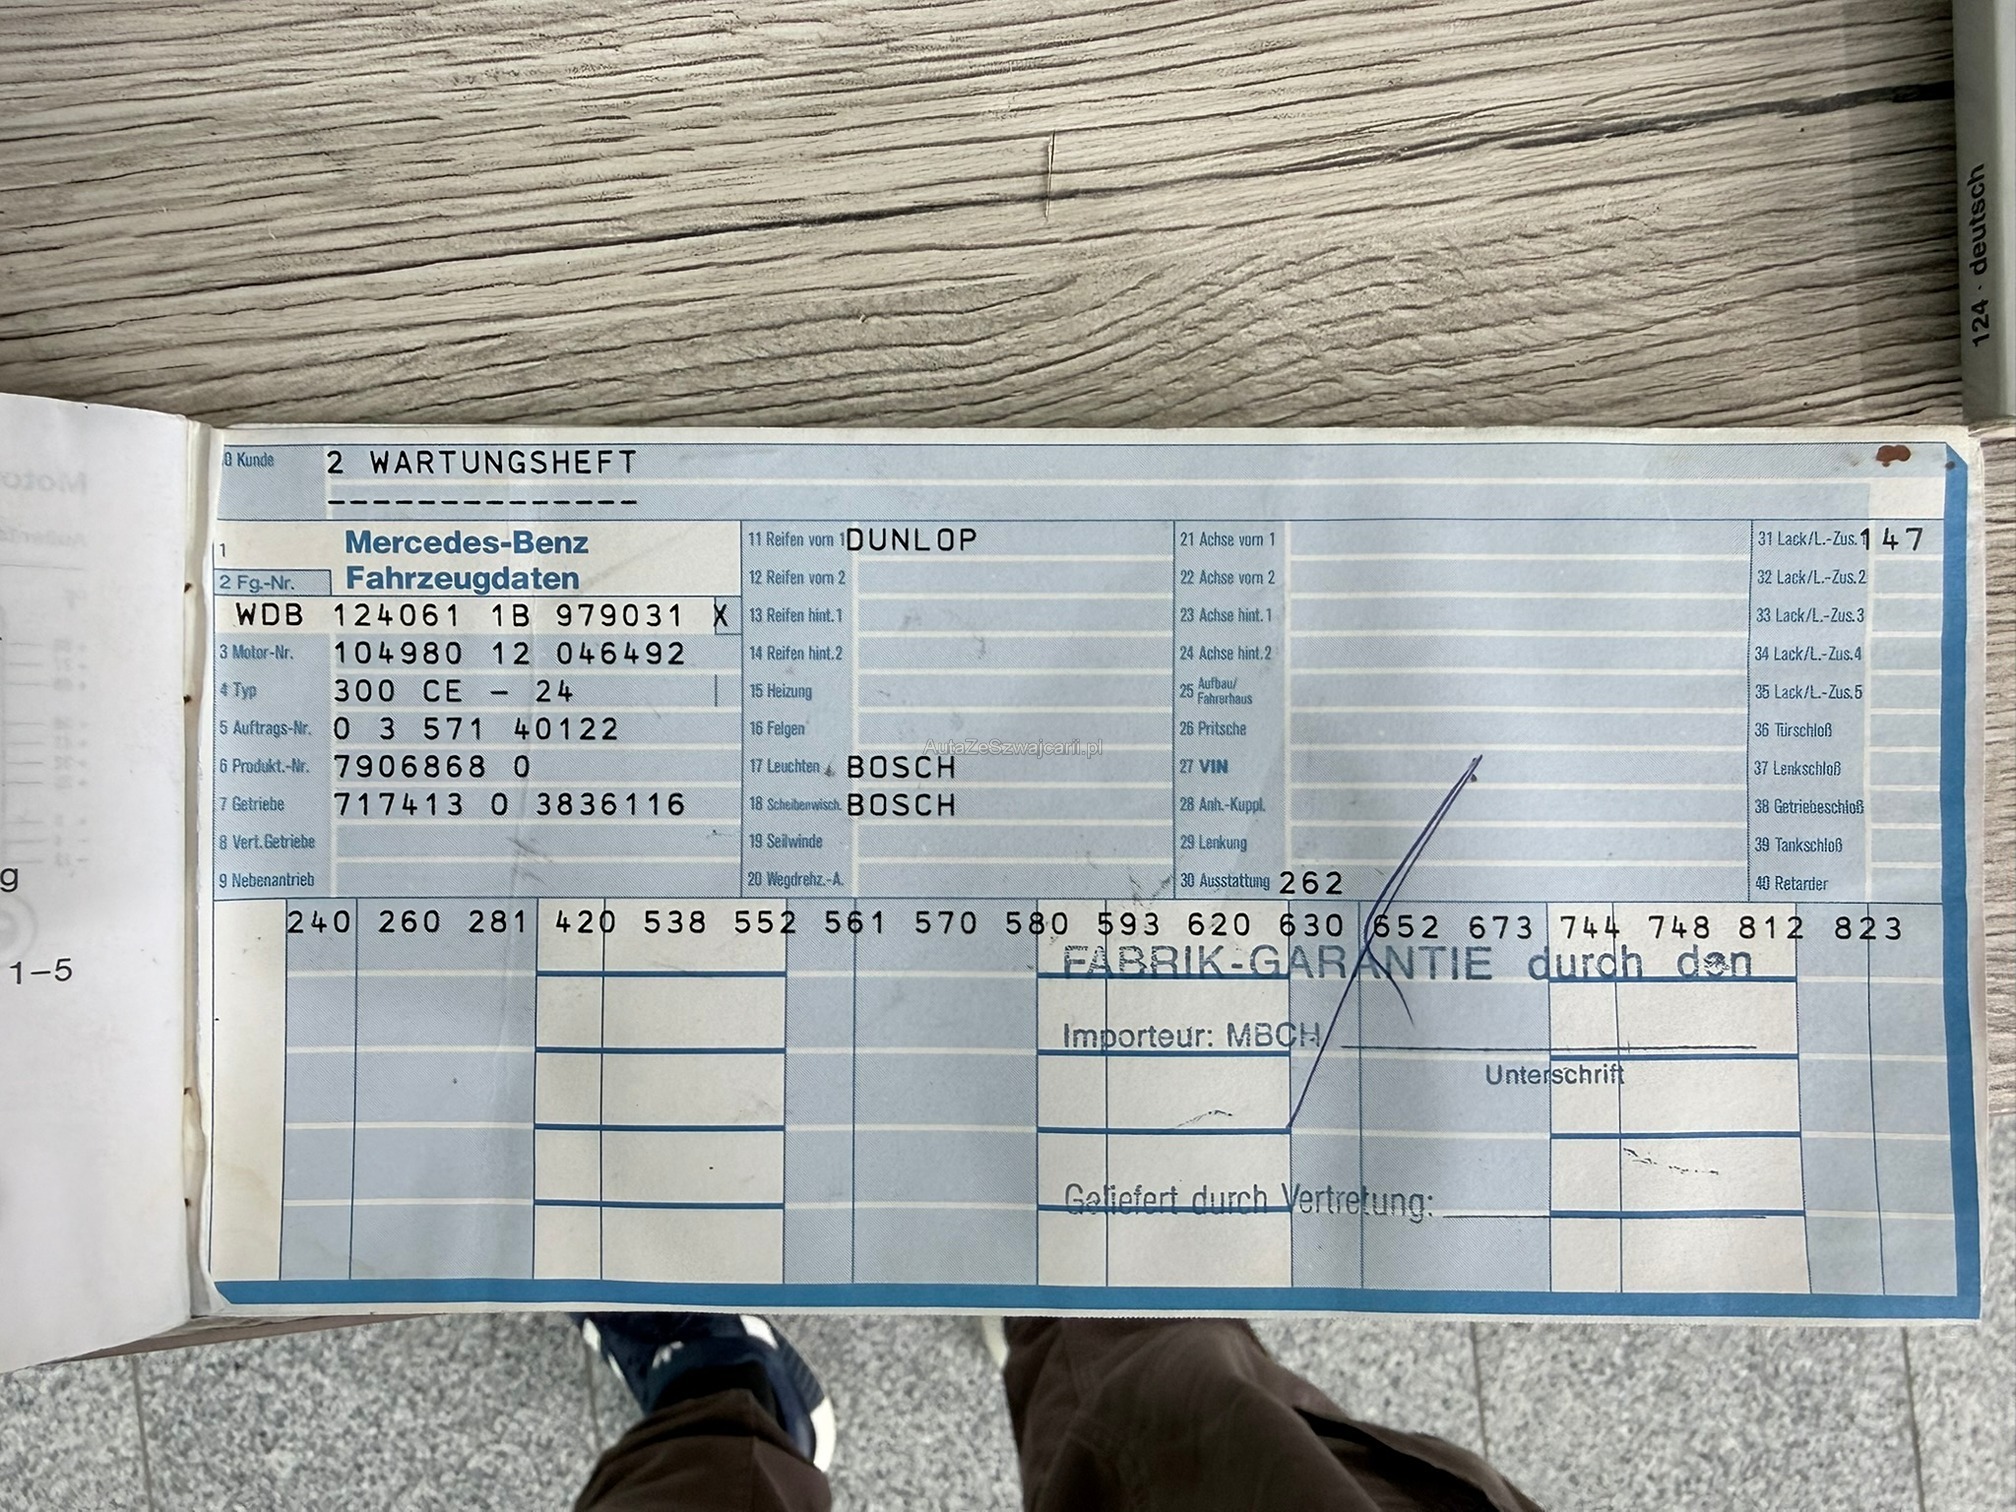 124 · deutsch
0 Kunde 2 WARTUNGSHEFT
--------------
1 Mercedes-Benz
Fahrzeugdaten
2 Fg.-Nr.
WDB 124061 1B 979031 X
3 Motor-Nr. 104980 12 046492
4 Typ 300 CE - 24
5 Auftrags-Nr. 0 3 571 40122
6 Produkt.-Nr. 7906868 0
7 Getriebe 717413 0 3836116
8 Vert.Getriebe
9 Nebenantrieb
11 Reifen vorn 1 DUNLOP
12 Reifen vorn 2
13 Reifen hint.1
14 Reifen hint.2
15 Heizung
16 Felgen
17 Leuchten BOSCH
18 Scheibenwisch. BOSCH
19 Seilwinde
20 Wegdrehz.-A.
21 Achse vorn 1
22 Achse vorn 2
23 Achse hint.1
24 Achse hint.2
25 Aufbau/
Fahrerhaus
26 Pritsche
27 VIN
28 Anh.-Kuppl.
29 Lenkung
30 Ausstattung 262
31 Lack/L.-Zus.1 147
32 Lack/L.-Zus.2
33 Lack/L.-Zus.3
34 Lack/L.-Zus.4
35 Lack/L.-Zus.5
36 Türschloß
37 Lenkschloß
38 Getriebeschloß
39 Tankschloß
40 Retarder
240 260 281 420 538 552 561 570 580 593 620 630 652 673 744 748 812 823
FABRIK-GARANTIE durch den
Importeur: MBCH
Unterschrift
Geliefert durch Vertretung:
g
1-5
AutaZeSzwajcarii.pl